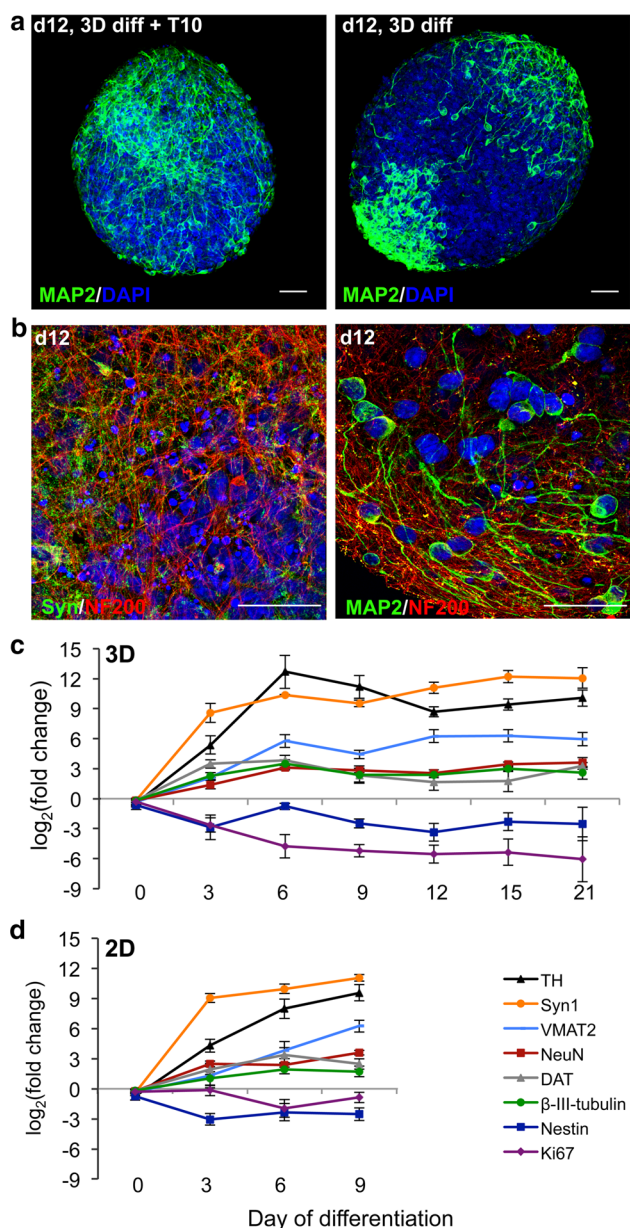 a
d12, 3D diff + T10
d12, 3D diff
MAP2/DAPI
MAP2/DAPI
b
d12
d12
Syn/NF200
MAP2/NF200
c
3D
15
12
9
6
3
0
-3
-6
-9
log2(fold change)
0 3 6 9 12 15 21
d
2D
15
12
9
6
3
0
-3
-6
-9
log2(fold change)
0 3 6 9
Day of differentiation
TH
Syn1
VMAT2
NeuN
DAT
β-III-tubulin
Nestin
Ki67